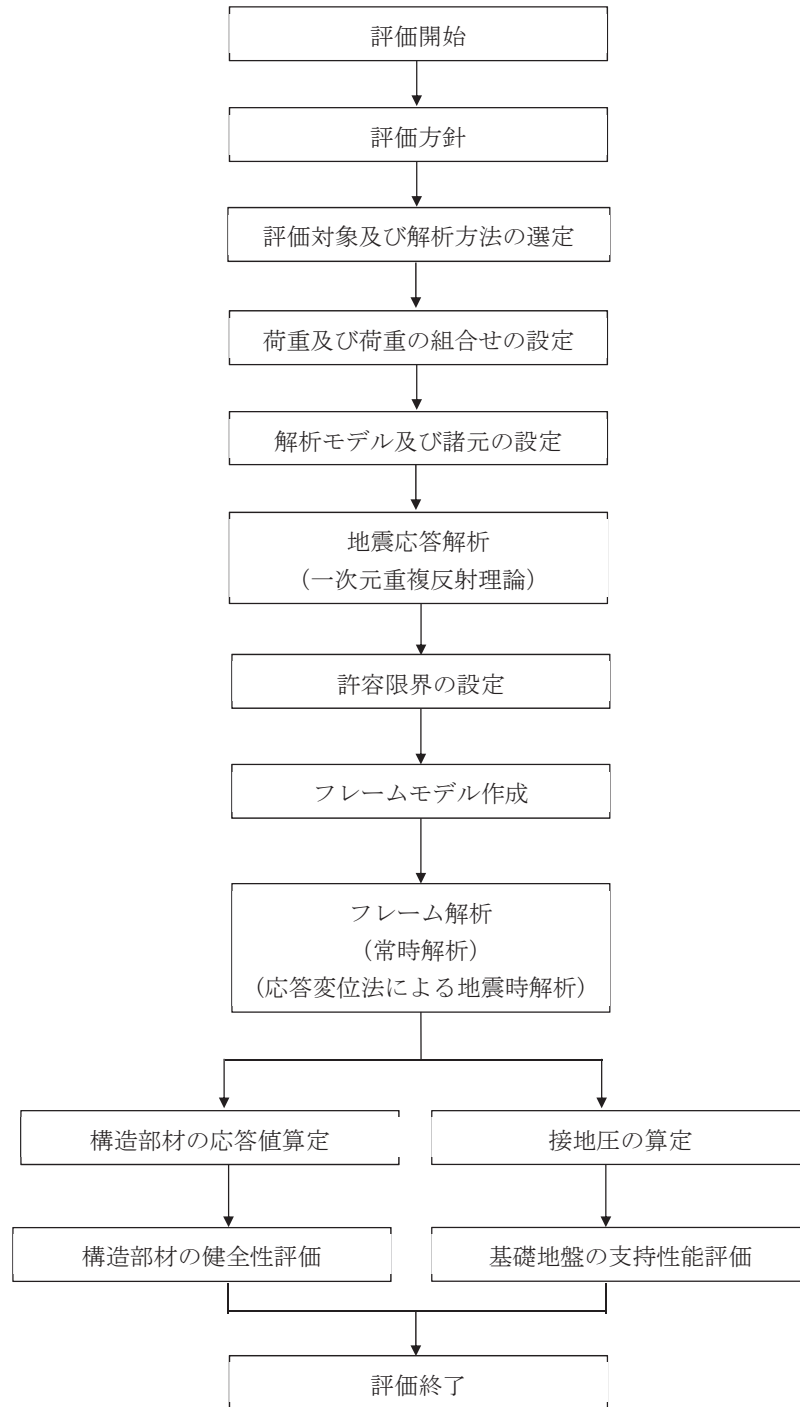 評価開始
評価方針
評価対象及び解析方法の選定
荷重及び荷重の組合せの設定
解析モデル及び諸元の設定
地震応答解析
（一次元重複反射理論）
許容限界の設定
フレームモデル作成
フレーム解析
（常時解析）
（応答変位法による地震時解析）
構造部材の応答値算定
接地圧の算定
構造部材の健全性評価
基礎地盤の支持性能評価
評価終了